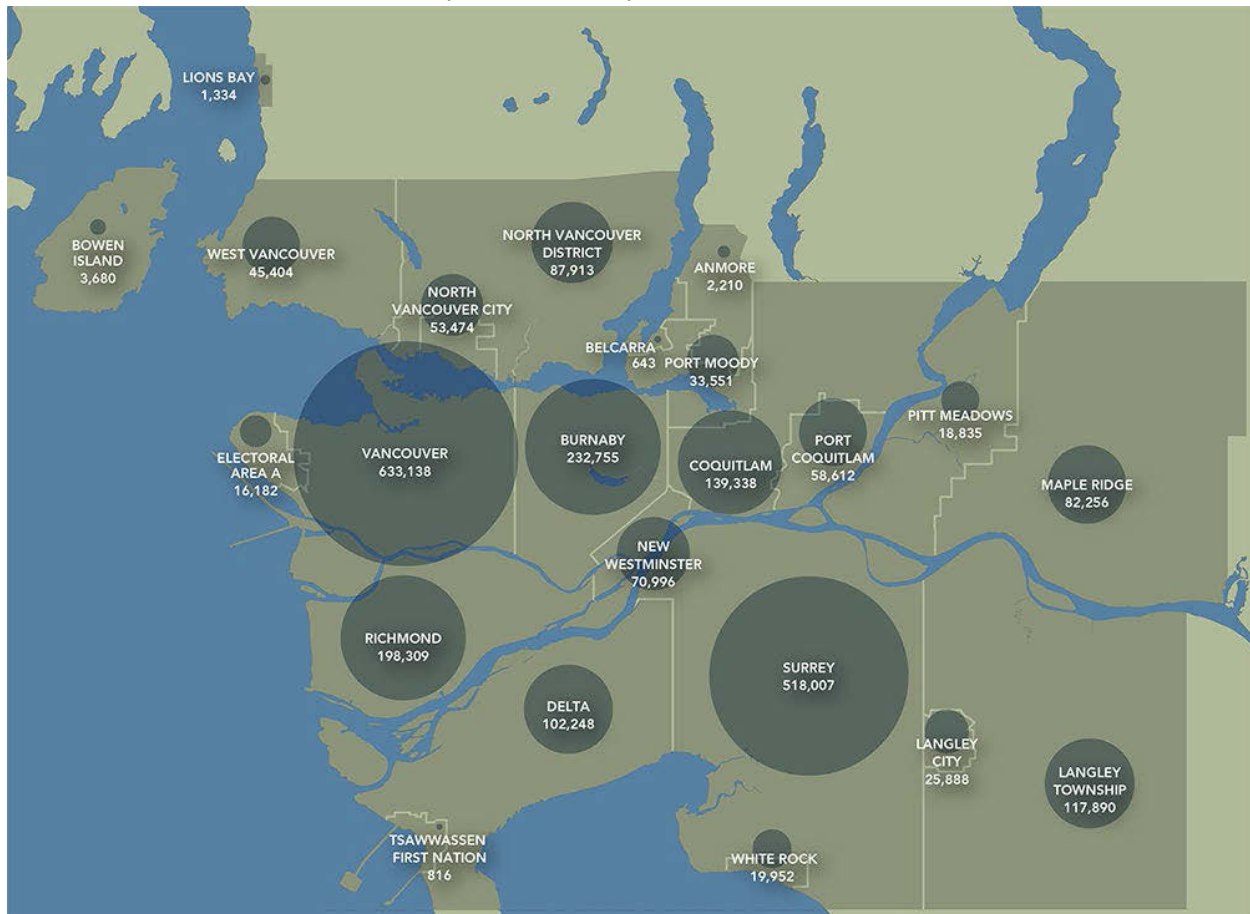 LIONS BAY
1,334
BOWEN
ISLAND
3,680
WEST VANCOUVER
45,404
NORTH VANCOUVER
DISTRICT
87,913
ANMORE
2,210
NORTH
VANCOUVER CITY
53,474
BELCARRA
643
PORT MOODY
33,551
PITT MEADOWS
18,835
ELECTORAL
AREA A
16,182
VANCOUVER
633,138
BURNABY
232,755
COQUITLAM
139,338
PORT
COQUITLAM
58,612
MAPLE RIDGE
82,256
NEW
WESTMINSTER
70,996
RICHMOND
198,309
SURREY
518,007
DELTA
102,248
LANGLEY
CITY
25,888
LANGLEY
TOWNSHIP
117,890
TSAWWASSEN
FIRST NATION
816
WHITE ROCK
19,952